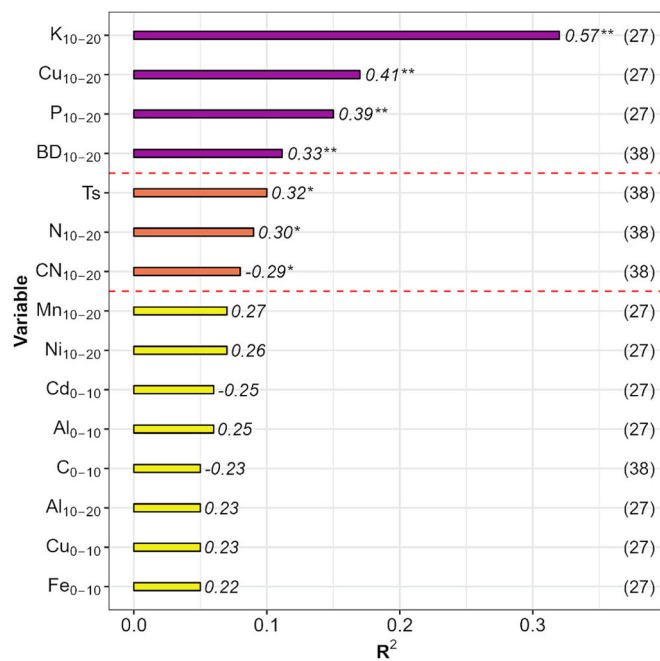 K10−20 0.57** (27)
Cu10−20 0.41** (27)
P10−20 0.39** (27)
BD10−20 0.33** (38)
Ts 0.32* (38)
N10−20 0.30* (38)
CN10−20 -0.29* (38)
Mn10−20 0.27 (27)
Ni10−20 0.26 (27)
Cd0−10 -0.25 (27)
Al0−10 0.25 (27)
C0−10 -0.23 (38)
Al10−20 0.23 (27)
Cu0−10 0.23 (27)
Fe0−10 0.22 (27)
Variable
0.0 0.1 0.2 0.3
R²